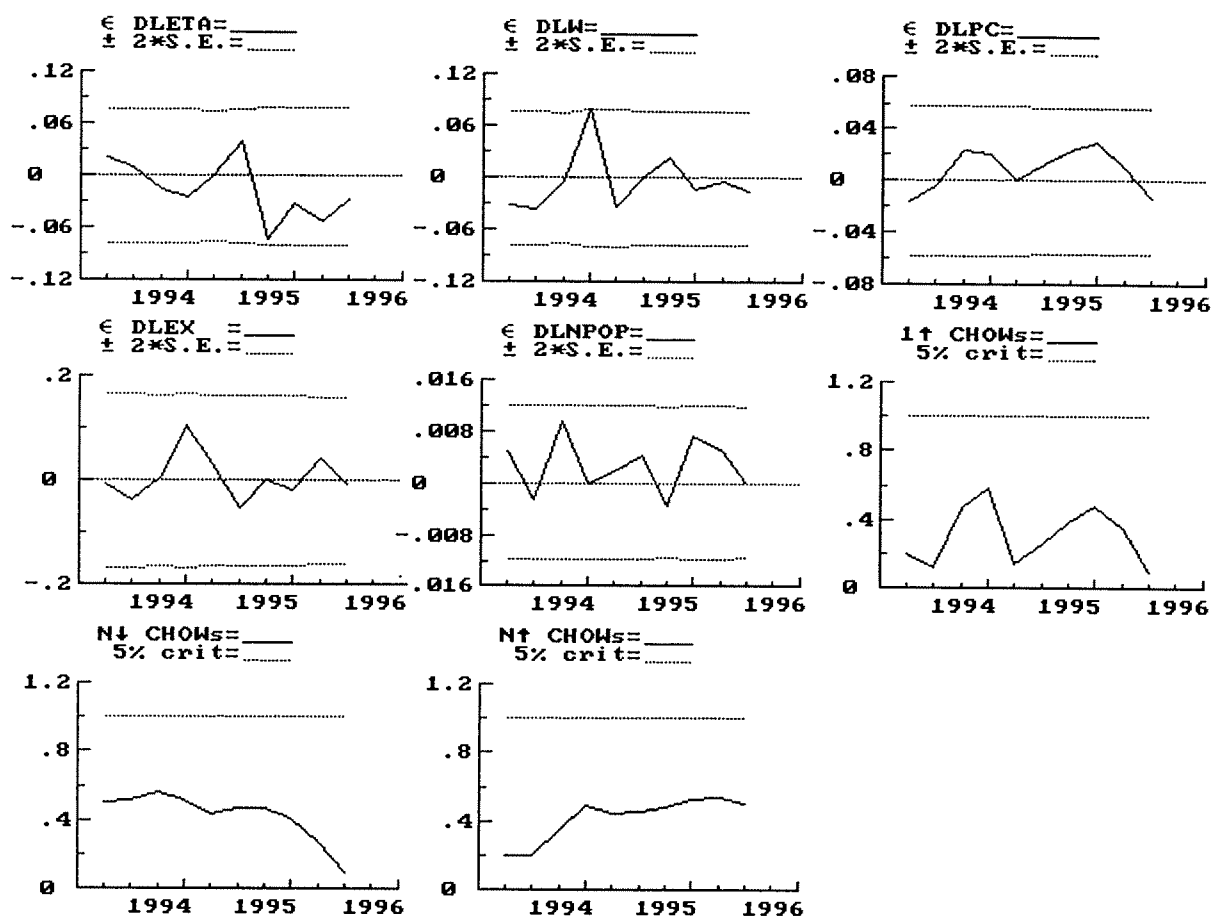 ∈ DLETA=
± 2*S.E.=
.12
.06
0
-.06
-.12
1994 1995 1996
∈ DLW=
± 2*S.E.=
.12
.06
0
-.06
-.12
1994 1995 1996
∈ DLPC=
± 2*S.E.=
.08
.04
0
-.04
-.08
1994 1995 1996
∈ DLEX =
± 2*S.E.=
.2
0
-.2
1994 1995 1996
∈ DLNPOP=
± 2*S.E.=
.016
.008
0
-.008
.016
1994 1995 1996
1↑ CHOWs=
5% crit=
1.2
.8
.4
0
1994 1995 1996
N↓ CHOWs=
5% crit=
1.2
.8
.4
0
1994 1995 1996
N↑ CHOWs=
5% crit=
1.2
.8
.4
0
1994 1995 1996